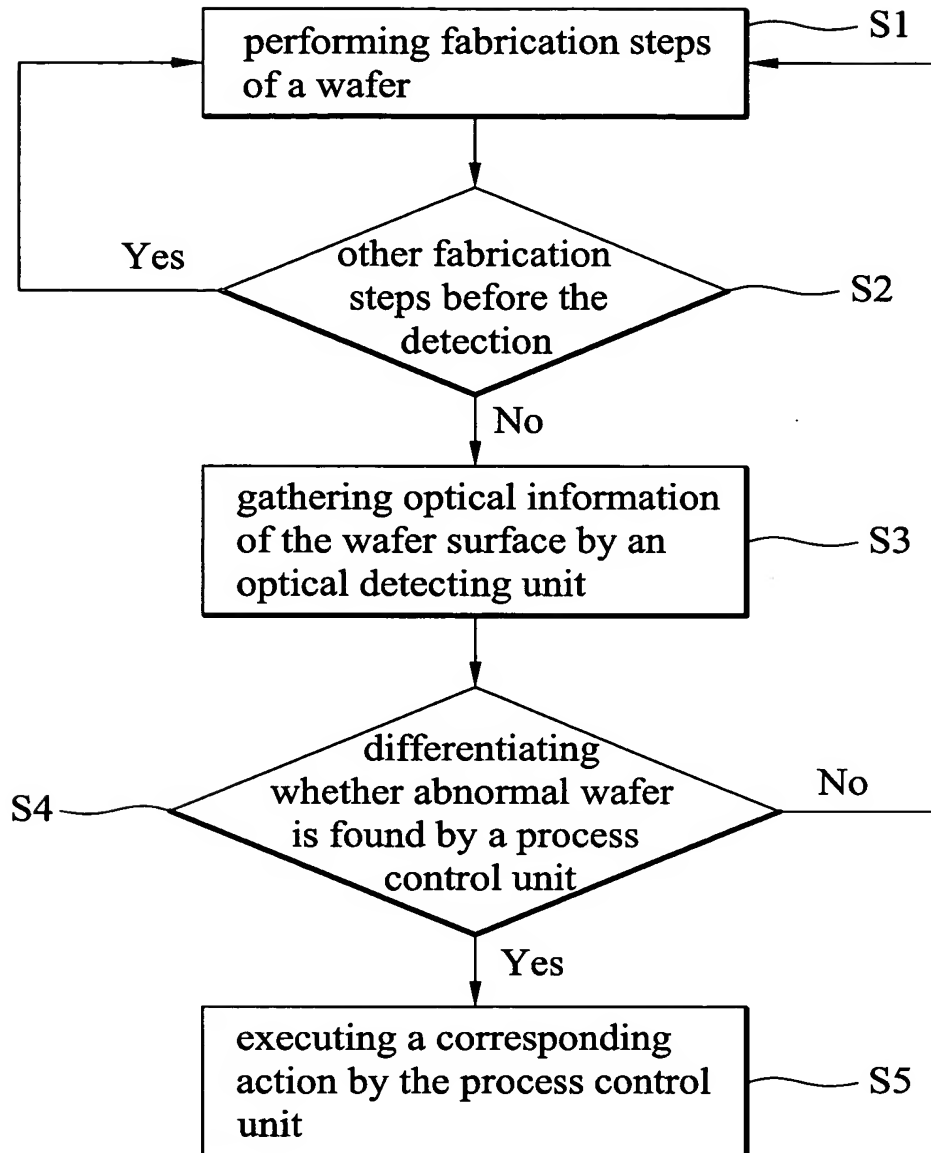 S1
performing fabrication steps
of a wafer
Yes
other fabrication
steps before the
detection
S2
No
gathering optical information
of the wafer surface by an
optical detecting unit
S3
differentiating
whether abnormal wafer
is found by a process
control unit
S4
No
Yes
executing a corresponding
action by the process control
unit
S5